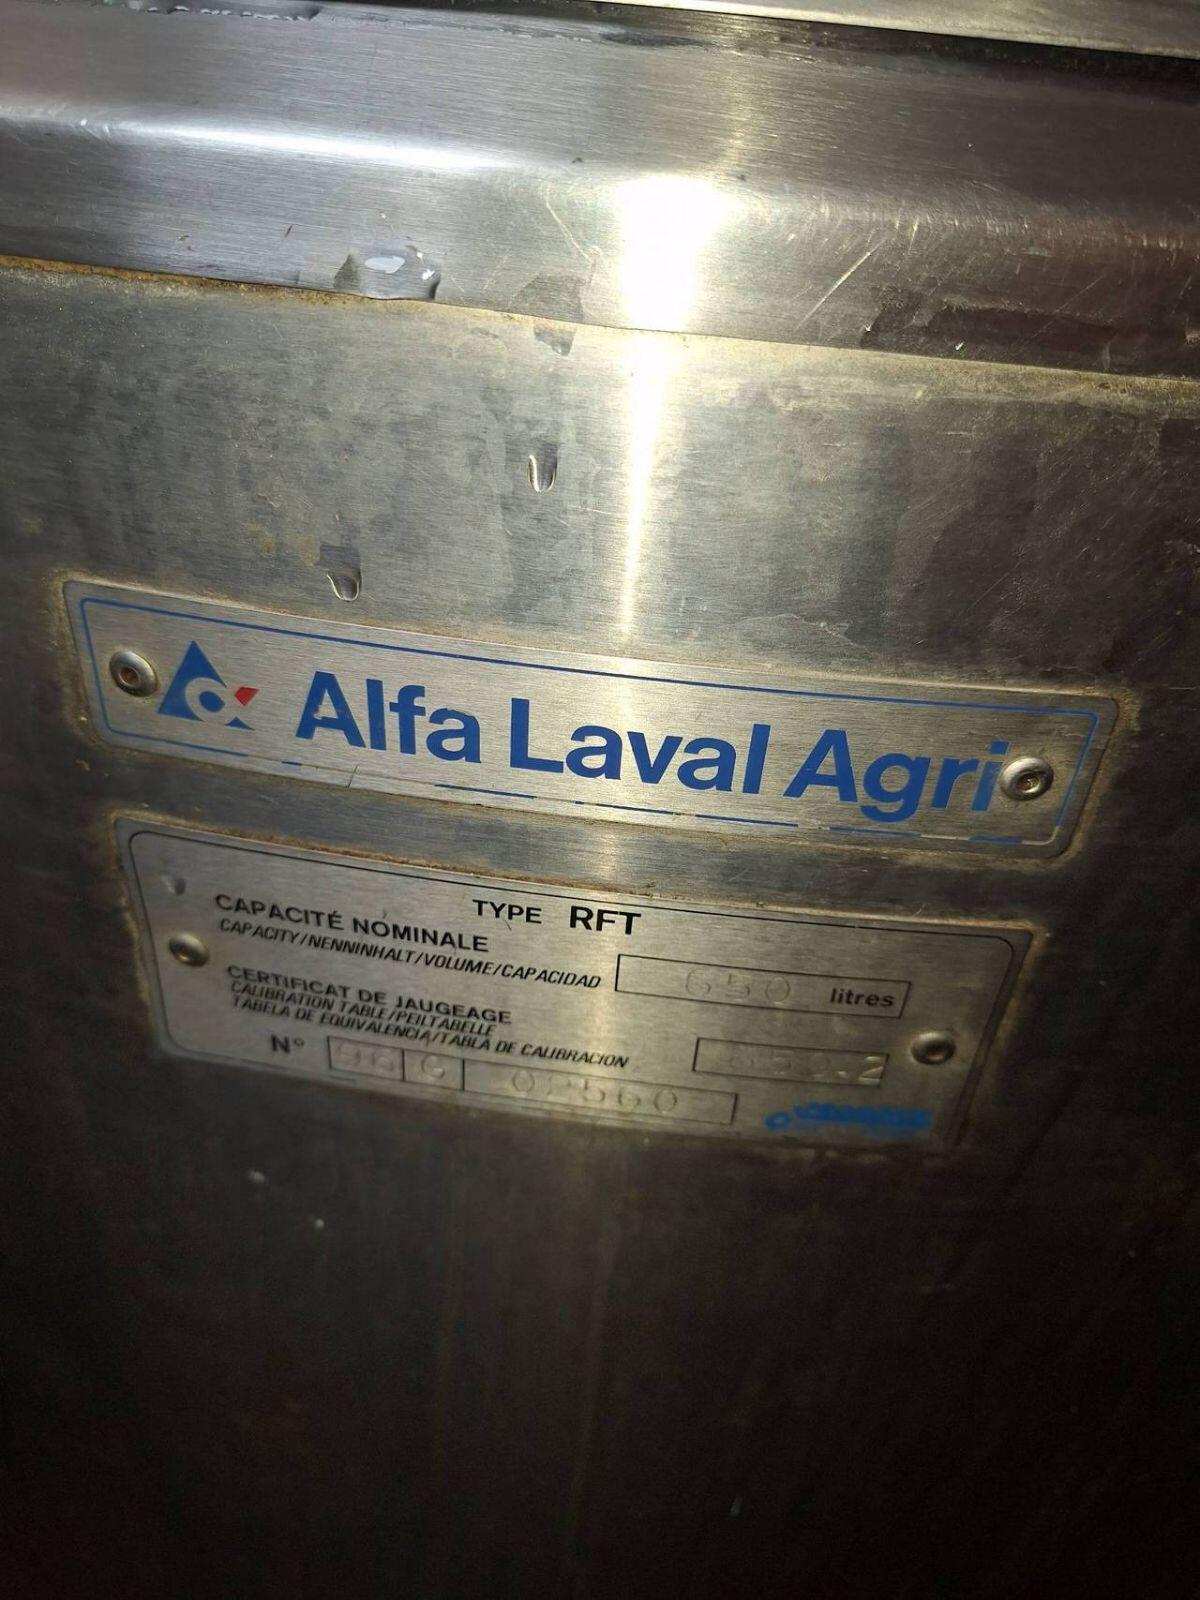 Alfa Laval Agri
TYPE RFT
CAPACITÉ NOMINALE
CAPACITY/NENNINHALT/VOLUME/CAPACIDAD 650 litres
CERTIFICAT DE JAUGEAGE
CALIBRATION TABLE/PEILTABELLE
TABELA DE EQUIVALENCIA/TABLA DE CALIBRACION
N° G 02560